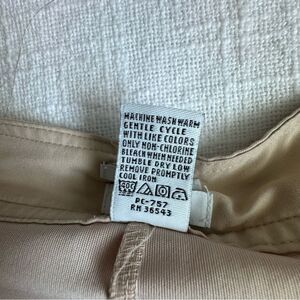 MACHINE WASH WARM
GENTLE CYCLE
WITH LIKE COLORS
ONLY NON-CHLORINE
BLEACH WHEN NEEDED
TUMBLE DRY LOW
REMOVE PROMPTLY
COOL IRON
PC-757
RN 36543